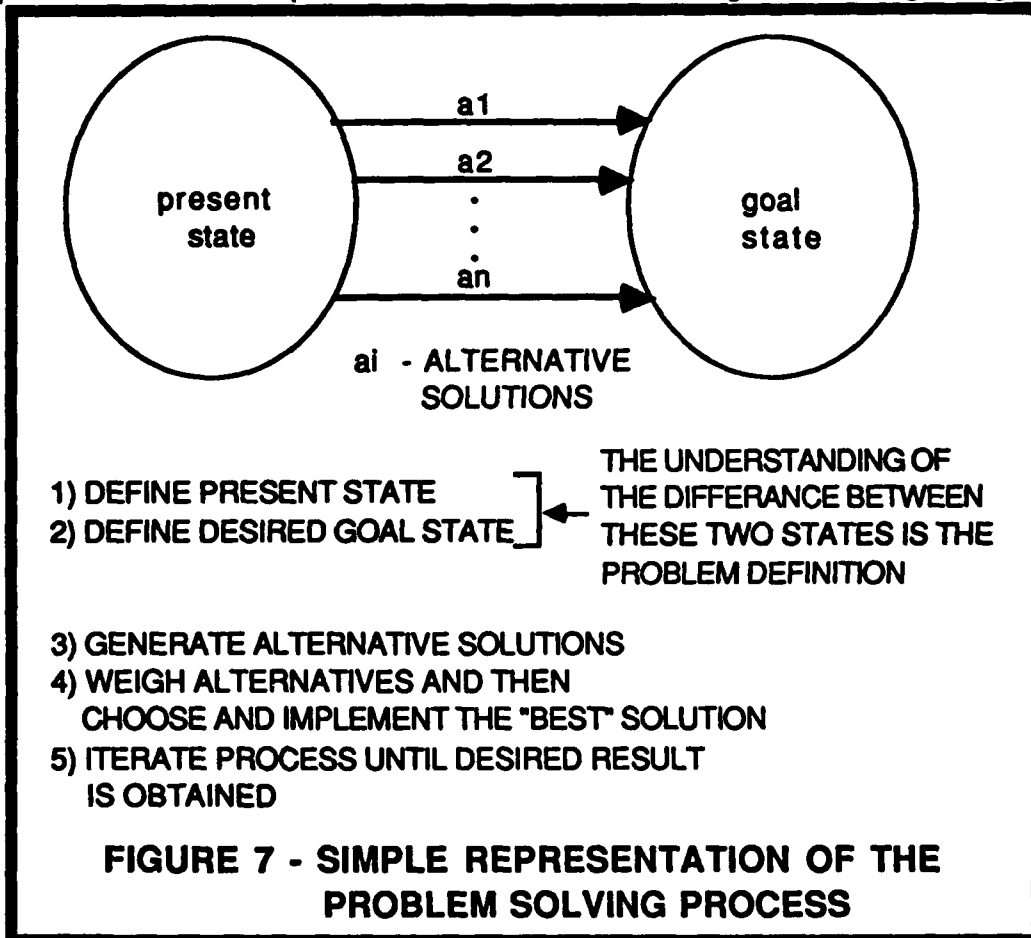 a1
a2
present
state
goal
state
.
.
.
an
ai - ALTERNATIVE
SOLUTIONS
1) DEFINE PRESENT STATE
2) DEFINE DESIRED GOAL STATE
THE UNDERSTANDING OF
THE DIFFERANCE BETWEEN
THESE TWO STATES IS THE
PROBLEM DEFINITION
3) GENERATE ALTERNATIVE SOLUTIONS
4) WEIGH ALTERNATIVES AND THEN
CHOOSE AND IMPLEMENT THE "BEST" SOLUTION
5) ITERATE PROCESS UNTIL DESIRED RESULT
IS OBTAINED
FIGURE 7 - SIMPLE REPRESENTATION OF THE
PROBLEM SOLVING PROCESS